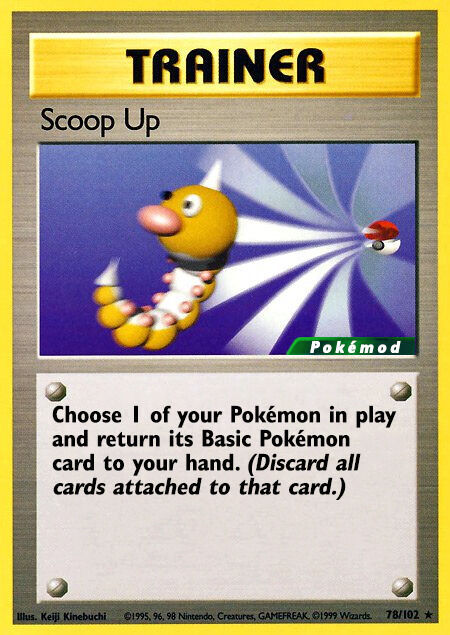 TRAINER
Scoop Up
Pokémod
Choose 1 of your Pokémon in play
and return its Basic Pokémon
card to your hand. (Discard all
cards attached to that card.)
Illus. Keiji Kinebuchi ©1995, 96, 98 Nintendo, Creatures, GAMEFREAK. ©1999 Wizards. 78/102 ★